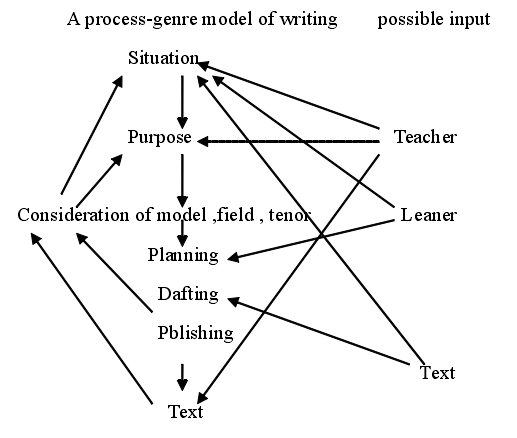 A process-genre model of writing possible input
Situation
Purpose Teacher
Consideration of model ,field , tenor Leaner
Planning
Dafting
Pblishing
Text
Text